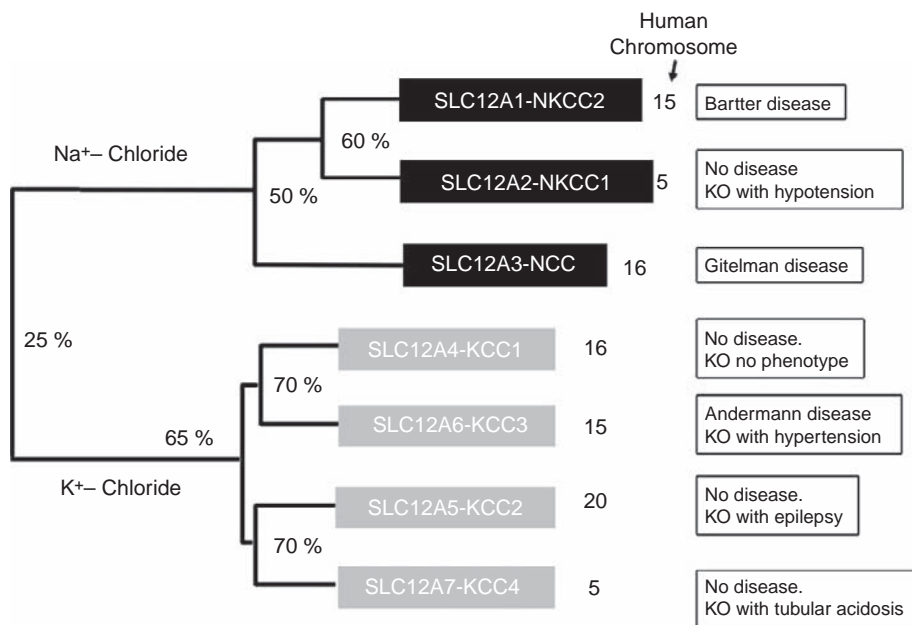 Human
Chromosome
SLC12A1-NKCC2 15 Bartter disease
Na⁺– Chloride
60 %
SLC12A2-NKCC1 5 No disease
KO with hypotension
50 %
SLC12A3-NCC 16 Gitelman disease
25 %
SLC12A4-KCC1 16 No disease.
KO no phenotype
70 %
SLC12A6-KCC3 15 Andermann disease
KO with hypertension
65 %
K⁺– Chloride
SLC12A5-KCC2 20 No disease.
KO with epilepsy
70 %
SLC12A7-KCC4 5 No disease.
KO with tubular acidosis